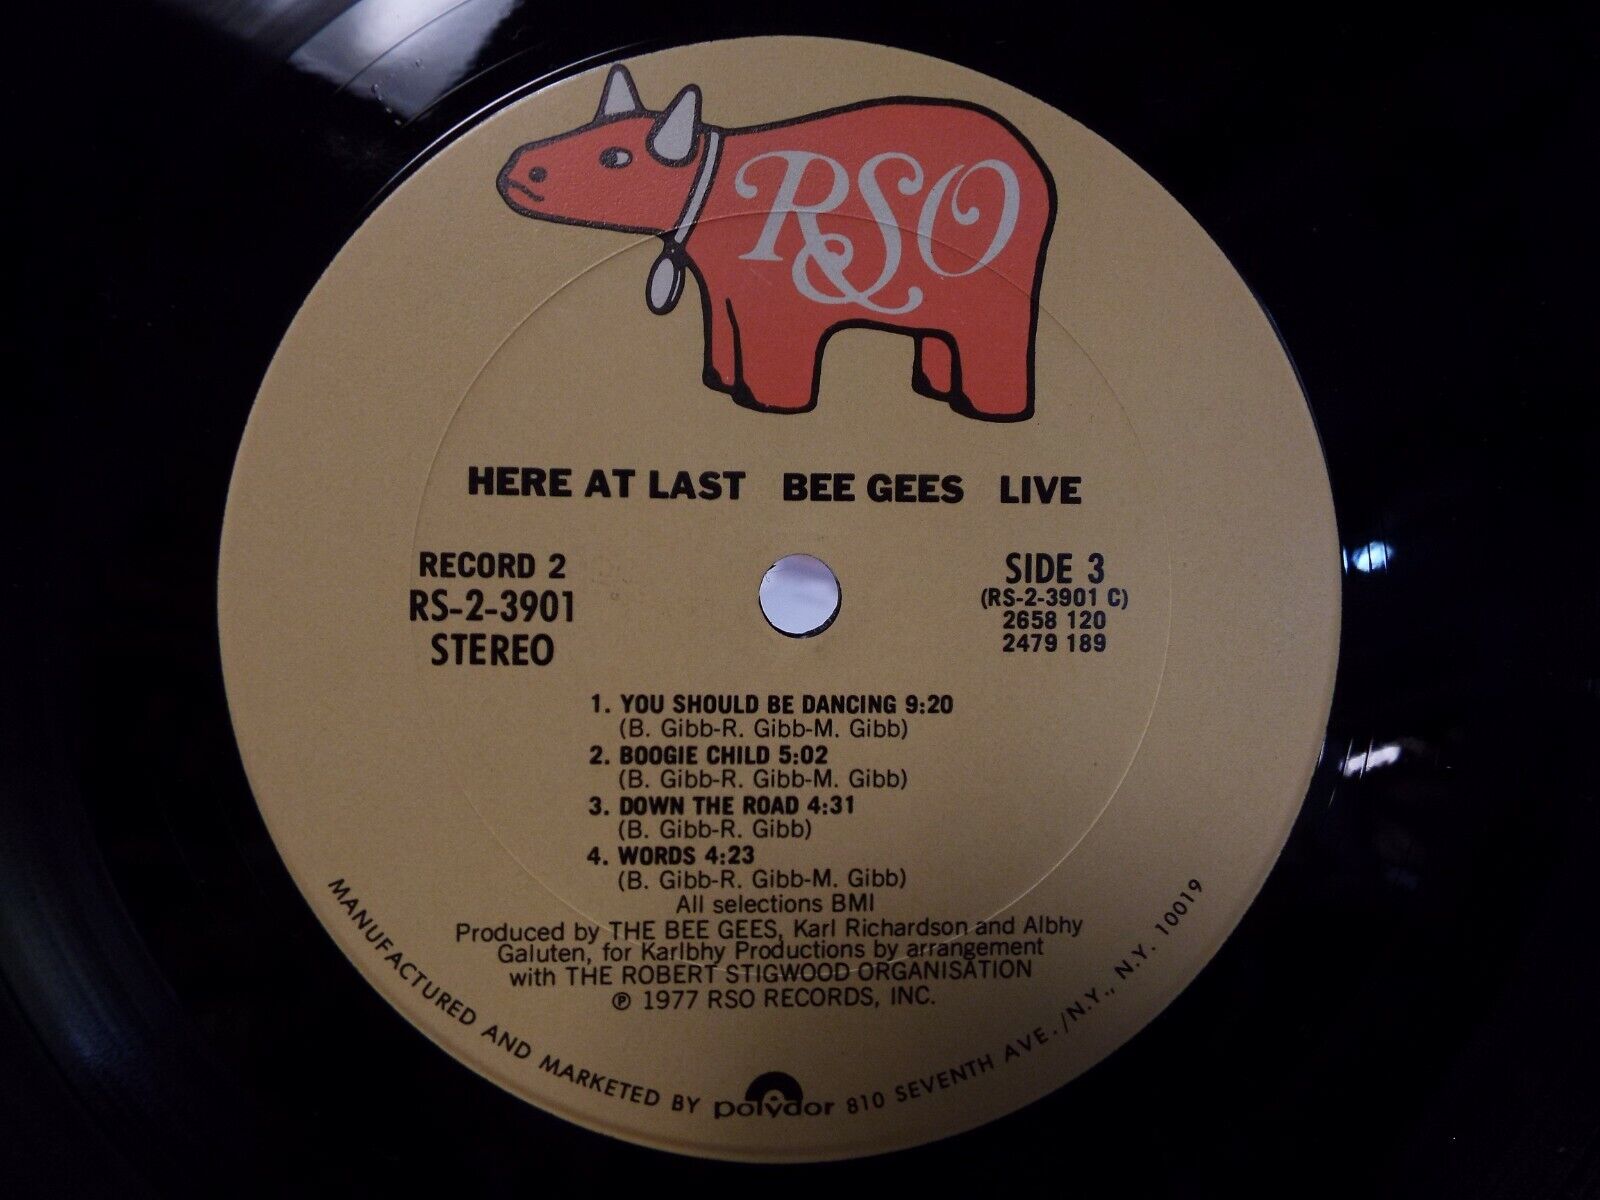 RSO
HERE AT LAST BEE GEES LIVE
RECORD 2
RS-2-3901
STEREO
SIDE 3
(RS-2-3901 C)
2658 120
2479 189
1. YOU SHOULD BE DANCING 9:20
(B. Gibb-R. Gibb-M. Gibb)
2. BOOGIE CHILD 5:02
(B. Gibb-R. Gibb-M. Gibb)
3. DOWN THE ROAD 4:31
(B. Gibb-R. Gibb)
4. WORDS 4:23
(B. Gibb-R. Gibb-M. Gibb)
All selections BMI
Produced by THE BEE GEES, Karl Richardson and Albhy
Galuten, for Karlbhy Productions by arrangement
with THE ROBERT STIGWOOD ORGANISATION
℗ 1977 RSO RECORDS, INC.
MANUFACTURED AND MARKETED BY polydor 810 SEVENTH AVE./N.Y., N.Y. 10019